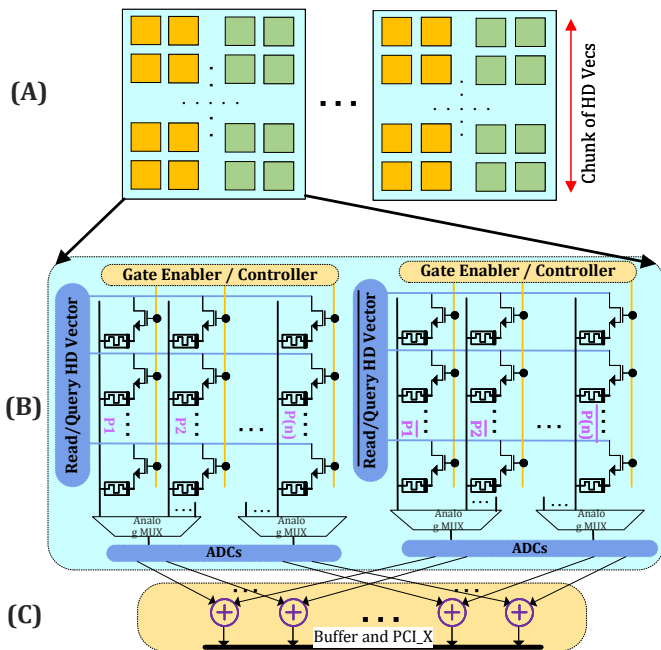 (A)
Chunk of HD Vecs
Gate Enabler / Controller
Gate Enabler / Controller
Read/Query HD Vector
Read/Query HD Vector
(B)
P1
P2
P(n)
P1
P2
P(n)
Analo
g MUX
Analo
g MUX
Analo
g MUX
Analo
g MUX
ADCs
ADCs
(C)
Buffer and PCI_X